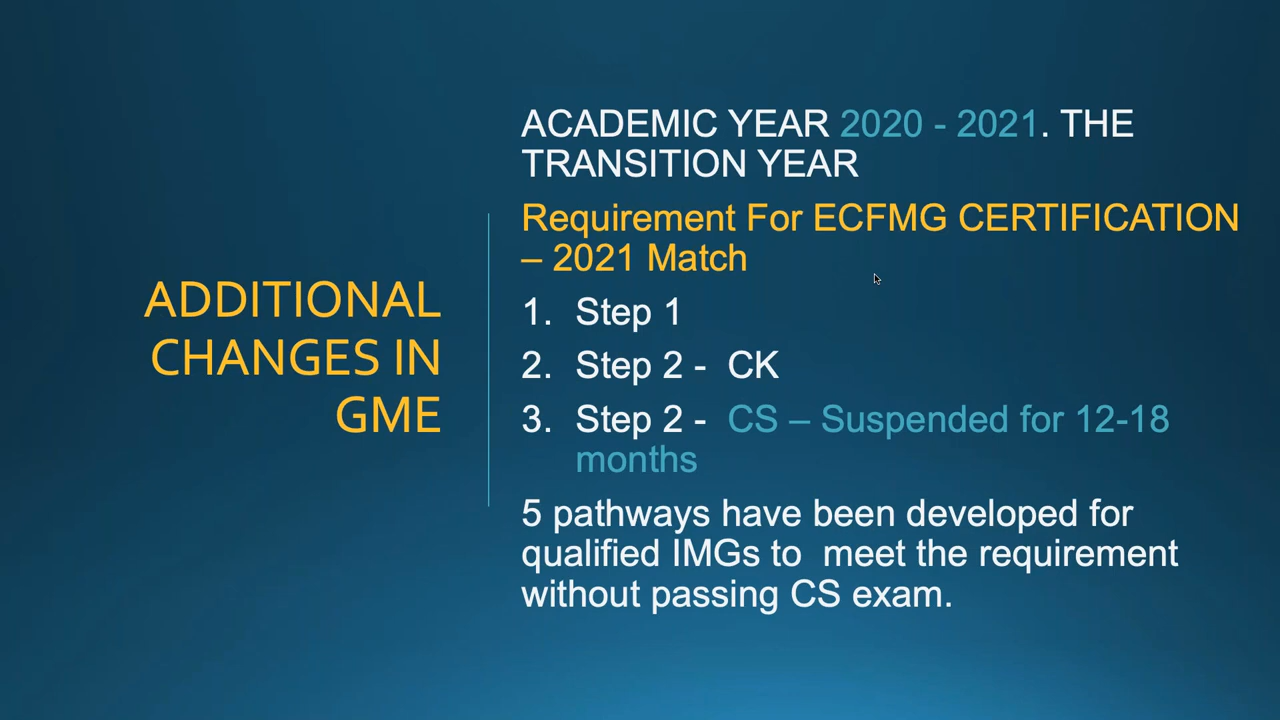 ADDITIONAL
CHANGES IN
GME
ACADEMIC YEAR 2020 - 2021. THE
TRANSITION YEAR
Requirement For ECFMG CERTIFICATION
– 2021 Match
1. Step 1
2. Step 2 - CK
3. Step 2 - CS – Suspended for 12-18
months
5 pathways have been developed for
qualified IMGs to meet the requirement
without passing CS exam.